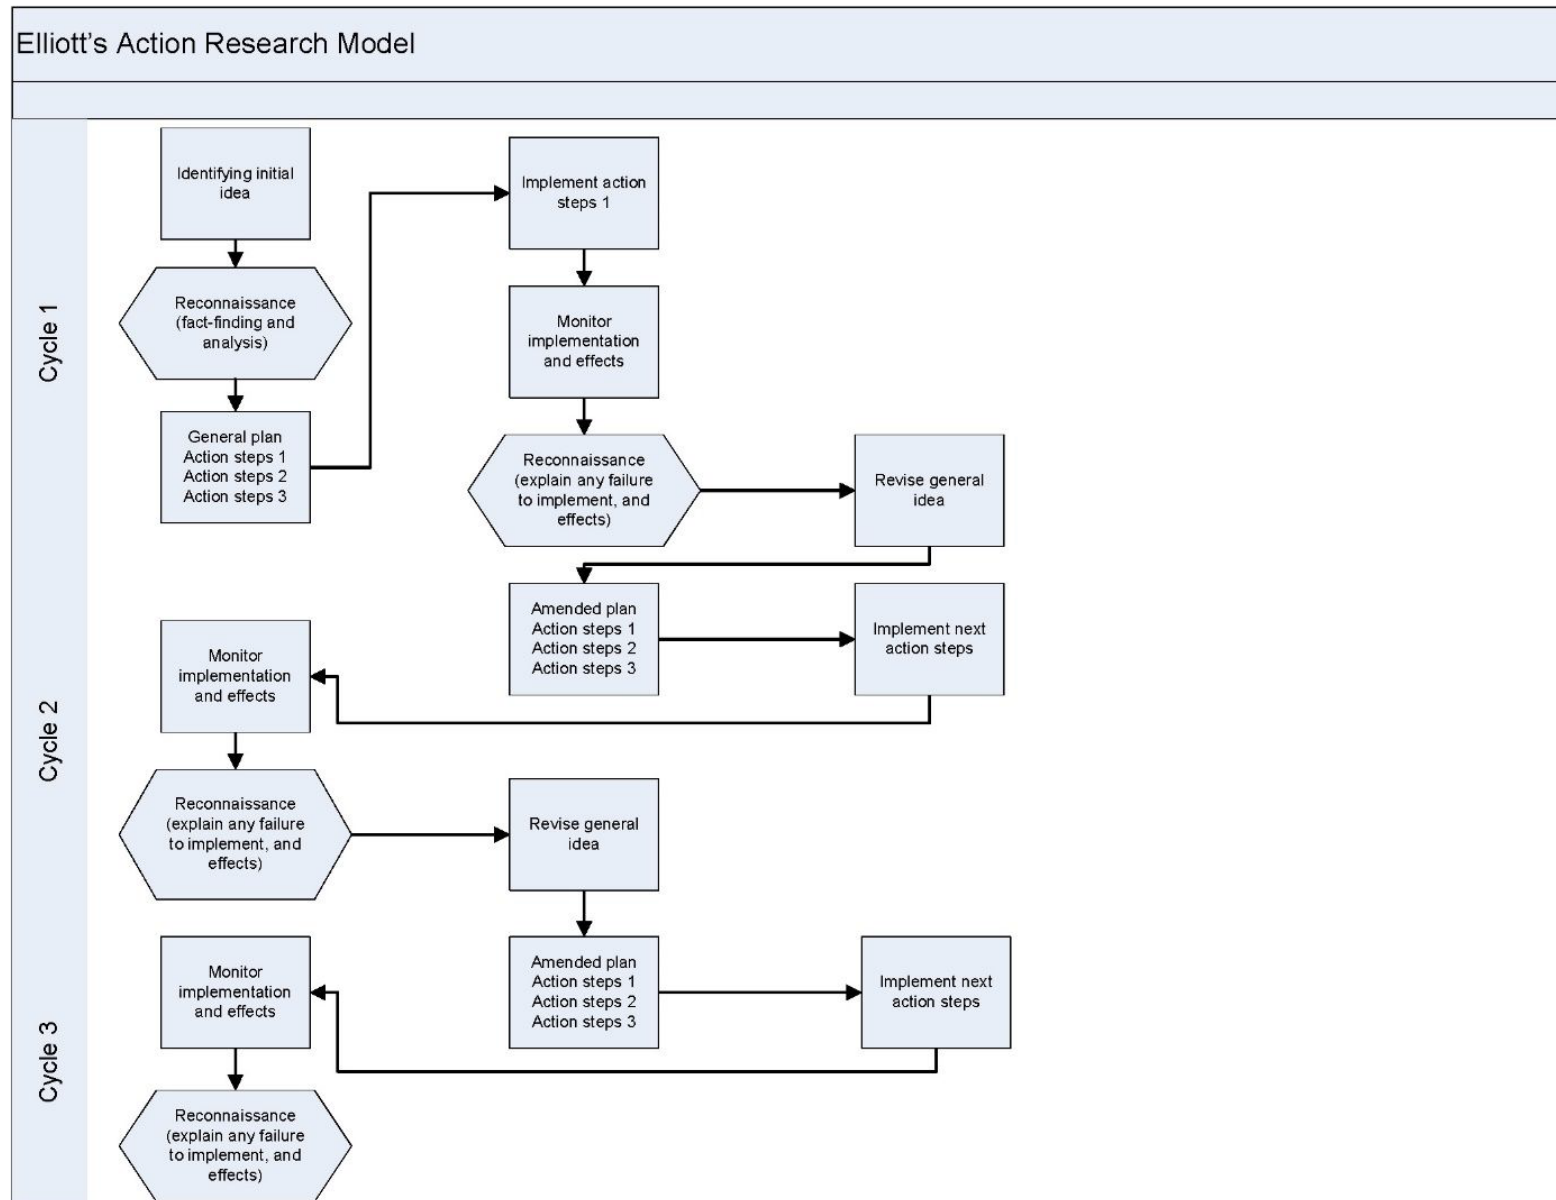 Elliott's Action Research Model
Cycle 1
Identifying initial
idea
Reconnaissance
(fact-finding and
analysis)
General plan
Action steps 1
Action steps 2
Action steps 3
Implement action
steps 1
Monitor
implementation
and effects
Reconnaissance
(explain any failure
to implement, and
effects)
Revise general
idea
Cycle 2
Amended plan
Action steps 1
Action steps 2
Action steps 3
Implement next
action steps
Monitor
implementation
and effects
Reconnaissance
(explain any failure
to implement, and
effects)
Revise general
idea
Cycle 3
Amended plan
Action steps 1
Action steps 2
Action steps 3
Implement next
action steps
Monitor
implementation
and effects
Reconnaissance
(explain any failure
to implement, and
effects)